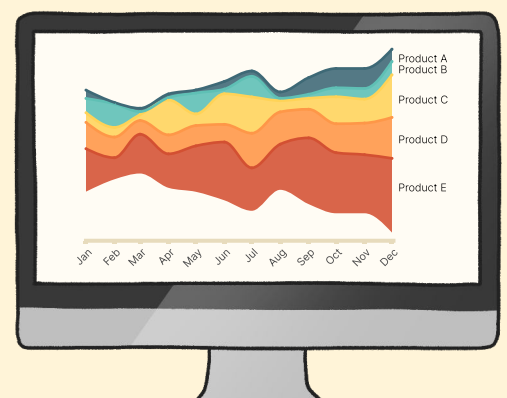 Product A
Product B
Product C
Product D
Product E
Jan Feb Mar Apr May Jun Jul Aug Sep Oct Nov Dec